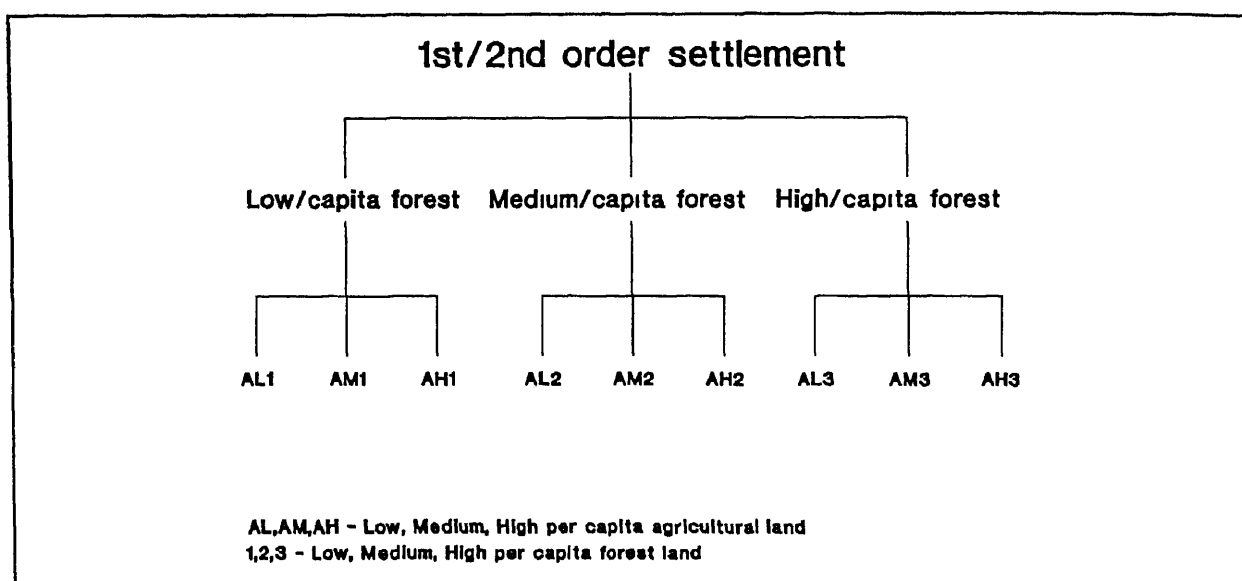 1st/2nd order settlement
Low/capita forest Medium/capita forest High/capita forest
AL1 AM1 AH1 AL2 AM2 AH2 AL3 AM3 AH3
AL,AM,AH - Low, Medium, High per capita agricultural land
1,2,3 - Low, Medium, High per capita forest land